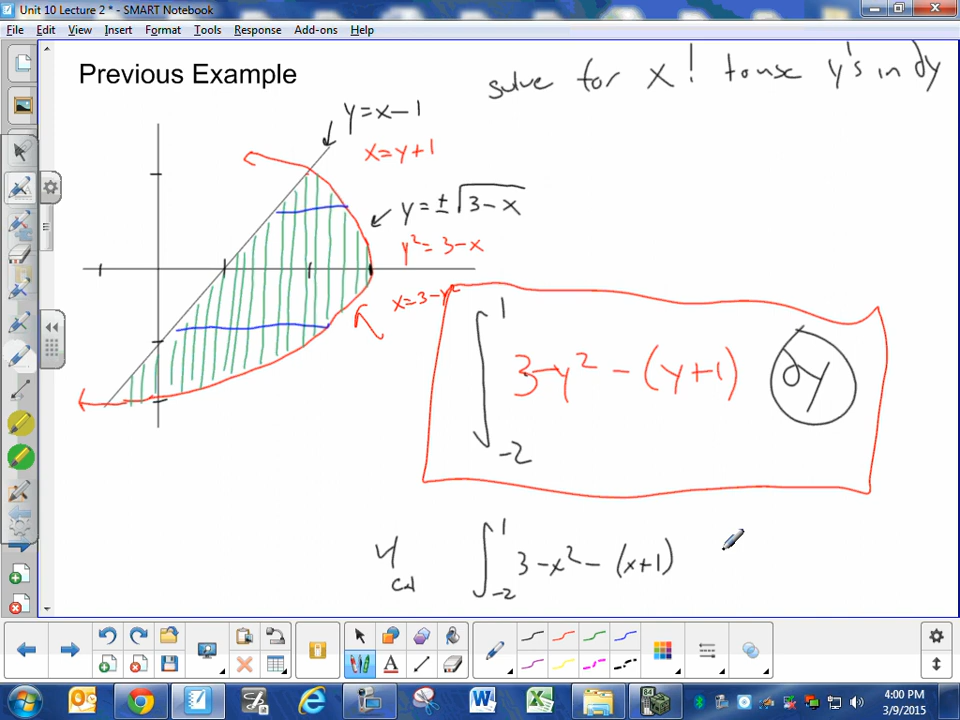 Unit 10 Lecture 2 * - SMART Notebook
File Edit View Insert Format Tools Response Add-ons Help
Previous Example
solve for x! to use y's in dy
y = x - 1
x = y + 1
y = ± √3 - x
y² = 3 - x
x = 3 - y²
∫ 1 -2 3 - y² - (y + 1) dy
∫ 1 -2 3 - x² - (x + 1)
A
84
4:00 PM
3/9/2015